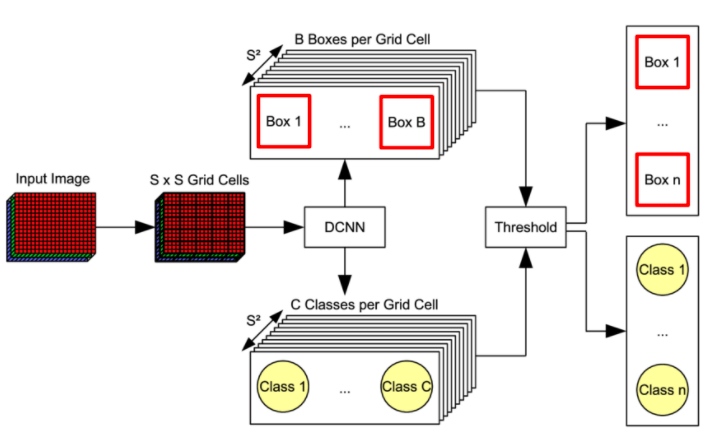 B Boxes per Grid Cell
S²
Box 1
...
Box B
Box 1
...
Box n
Input Image
S x S Grid Cells
DCNN
Threshold
C Classes per Grid Cell
S²
Class 1
...
Class C
Class 1
...
Class n